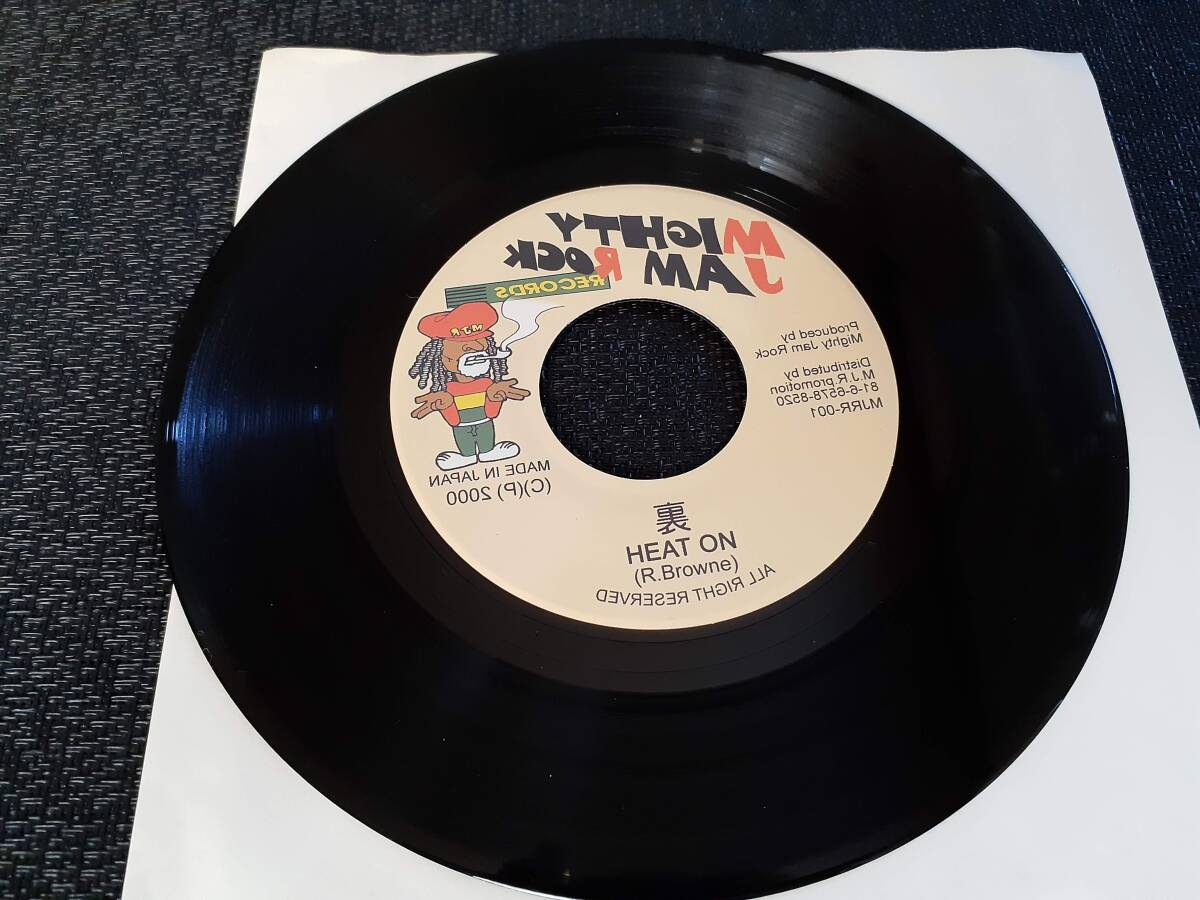 MIGHTY
JAM ROCK
RECORDS
M.J.R
Produced by
Mighty Jam Rock
Distributed by
M.J.R.promotion
81-6-6578-8520
MJRR-001
MADE IN JAPAN
(C)(P) 2000
裏
HEAT ON
(R.Browne)
ALL RIGHT RESERVED